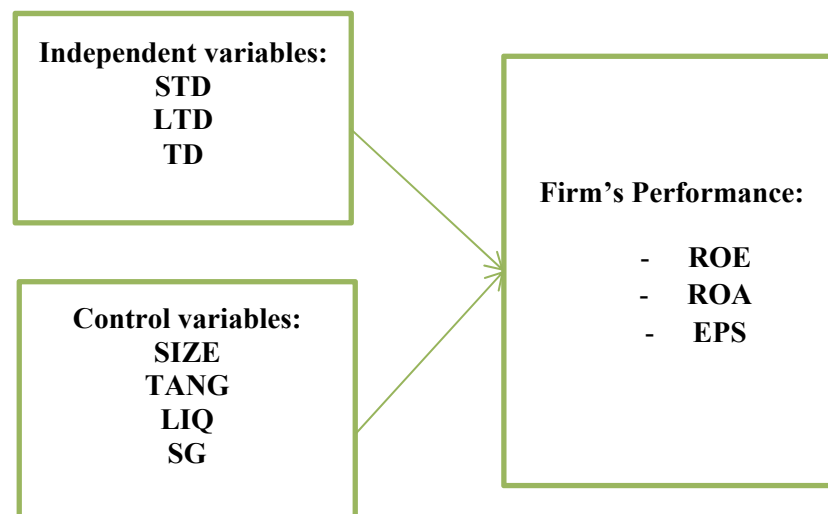 Independent variables:
STD
LTD
TD
Control variables:
SIZE
TANG
LIQ
SG
Firm’s Performance:
- ROE
- ROA
- EPS